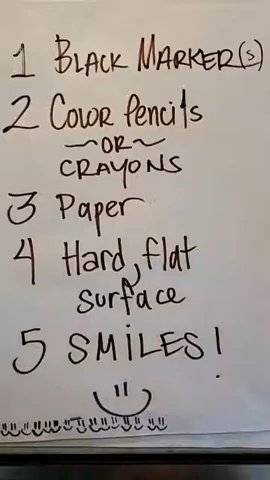 1 BLACK MARKER(s)
2 COLOR Pencils
~OR~
CRAYONS
3 Paper
4 Hard, flat
surface
5 SMiLES!